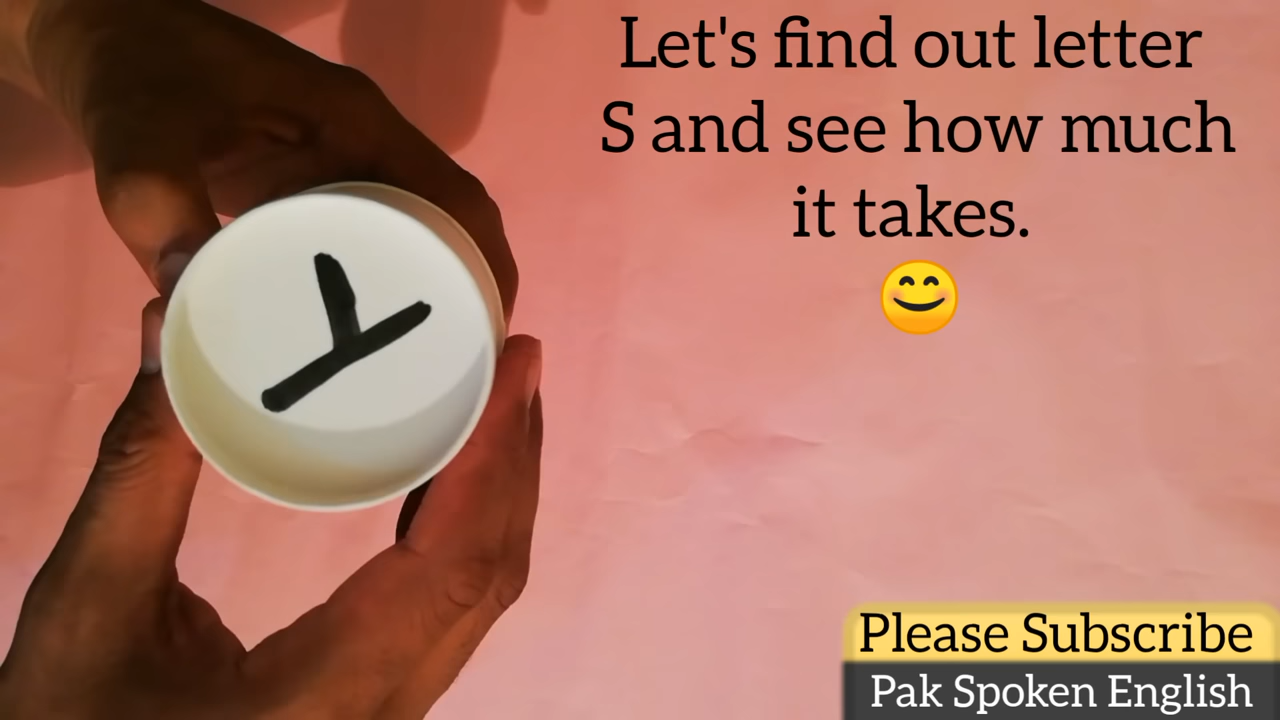 Let's find out letter
S and see how much
it takes.
😊
Y
Please Subscribe
Pak Spoken English